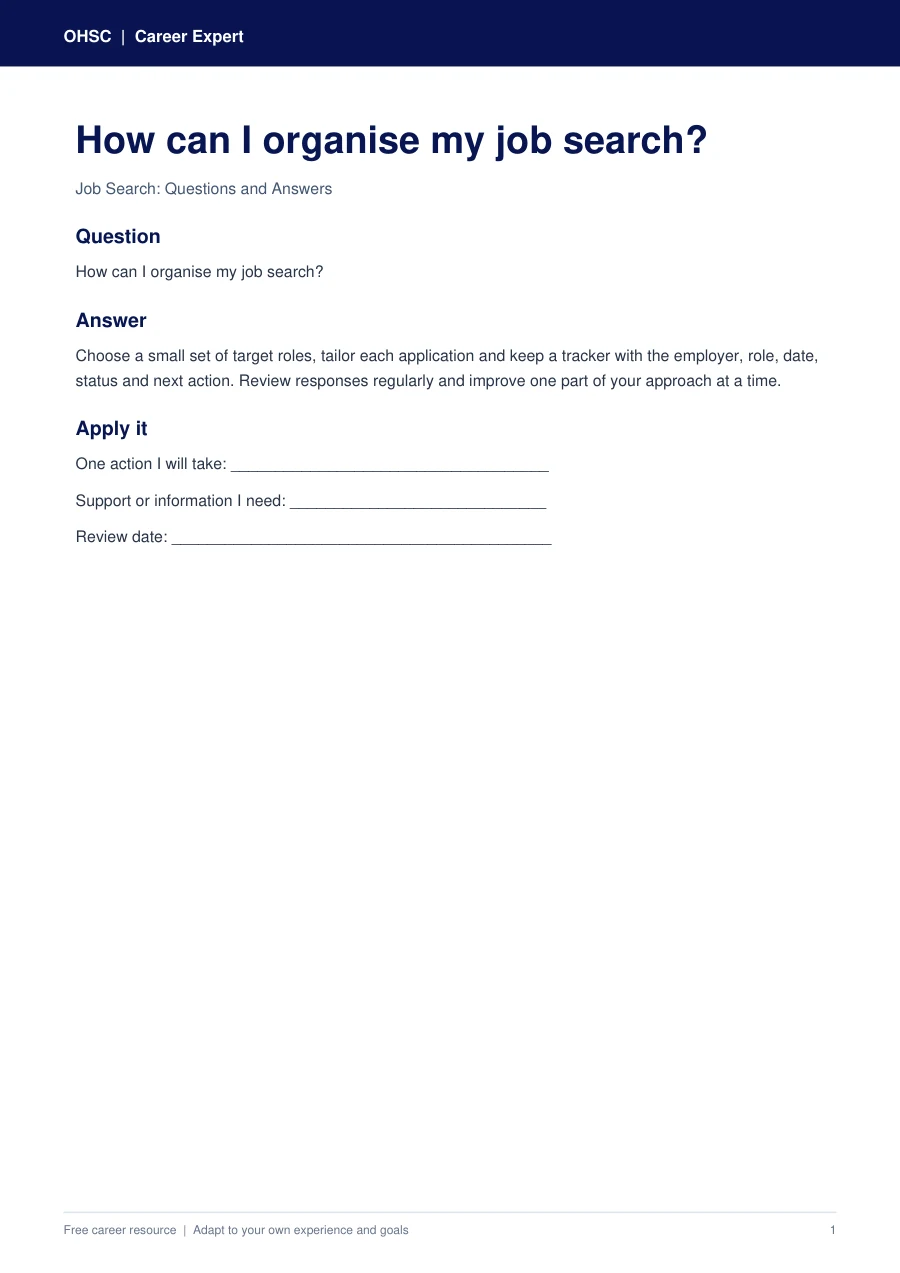 OHSC | Career Expert
How can I organise my job search?
Job Search: Questions and Answers
Question
How can I organise my job search?
Answer
Choose a small set of target roles, tailor each application and keep a tracker with the employer, role, date,
status and next action. Review responses regularly and improve one part of your approach at a time.
Apply it
One action I will take: ____________________________________
Support or information I need: _____________________________
Review date: ___________________________________________
Free career resource | Adapt to your own experience and goals
1